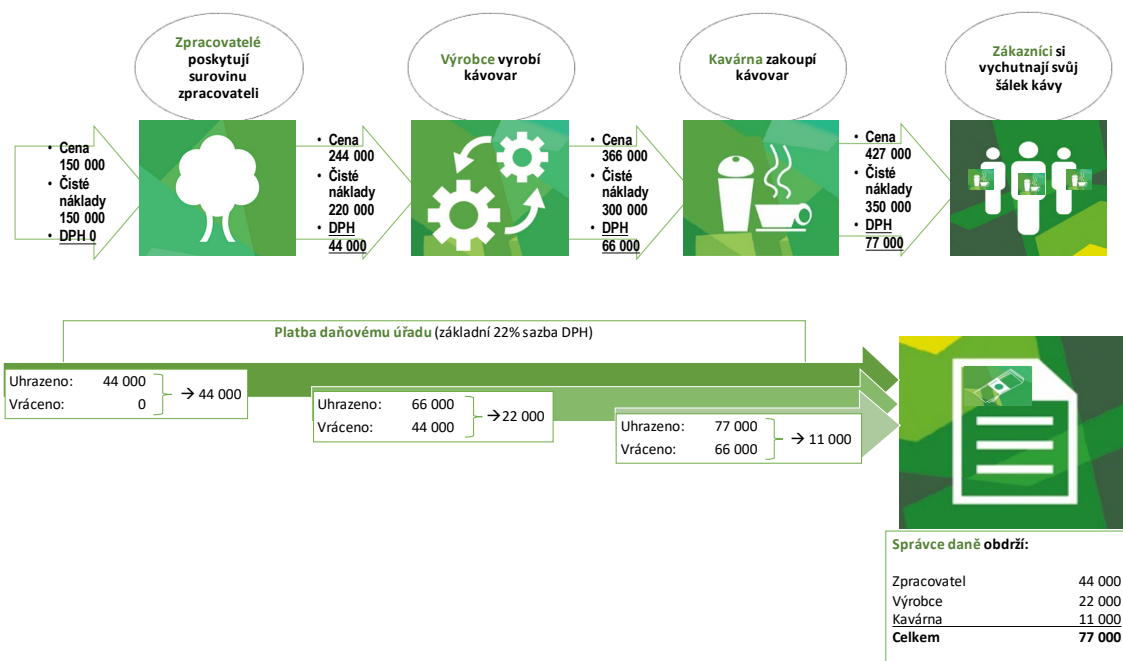 Zpracovatelé
poskytují
surovinu
zpracovateli
Výrobce vyrobí
kávovar
Kavárna zakoupí
kávovar
Zákazníci si
vychutnají svůj
šálek kávy
• Cena
150 000
• Čisté
náklady
150 000
• DPH 0
• Cena
244 000
• Čisté
náklady
220 000
• DPH
44 000
• Cena
366 000
• Čisté
náklady
300 000
• DPH
66 000
• Cena
427 000
• Čisté
náklady
350 000
• DPH
77 000
Platba daňovému úřadu (základní 22% sazba DPH)
Uhrazeno: 44 000
Vráceno: 0
→ 44 000
Uhrazeno: 66 000
Vráceno: 44 000
→22 000
Uhrazeno: 77 000
Vráceno: 66 000
→ 11 000
Správce daně obdrží:
Zpracovatel 44 000
Výrobce 22 000
Kavárna 11 000
Celkem 77 000